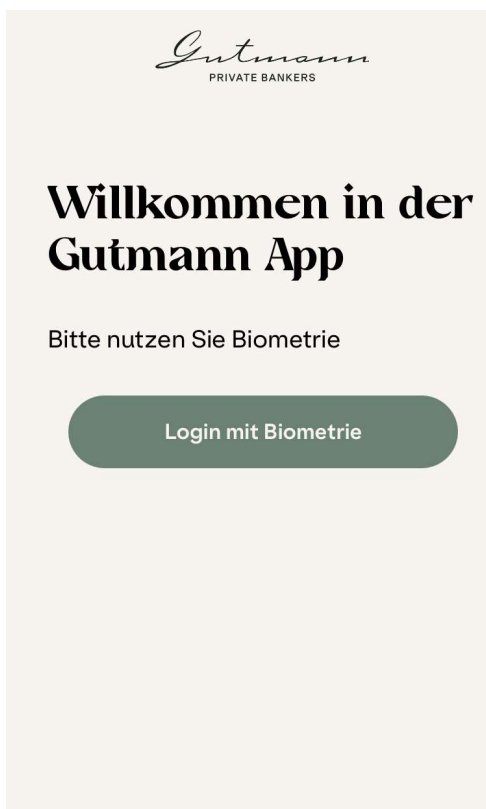 Gutmann
PRIVATE BANKERS
Willkommen in der
Gutmann App
Bitte nutzen Sie Biometrie
Login mit Biometrie